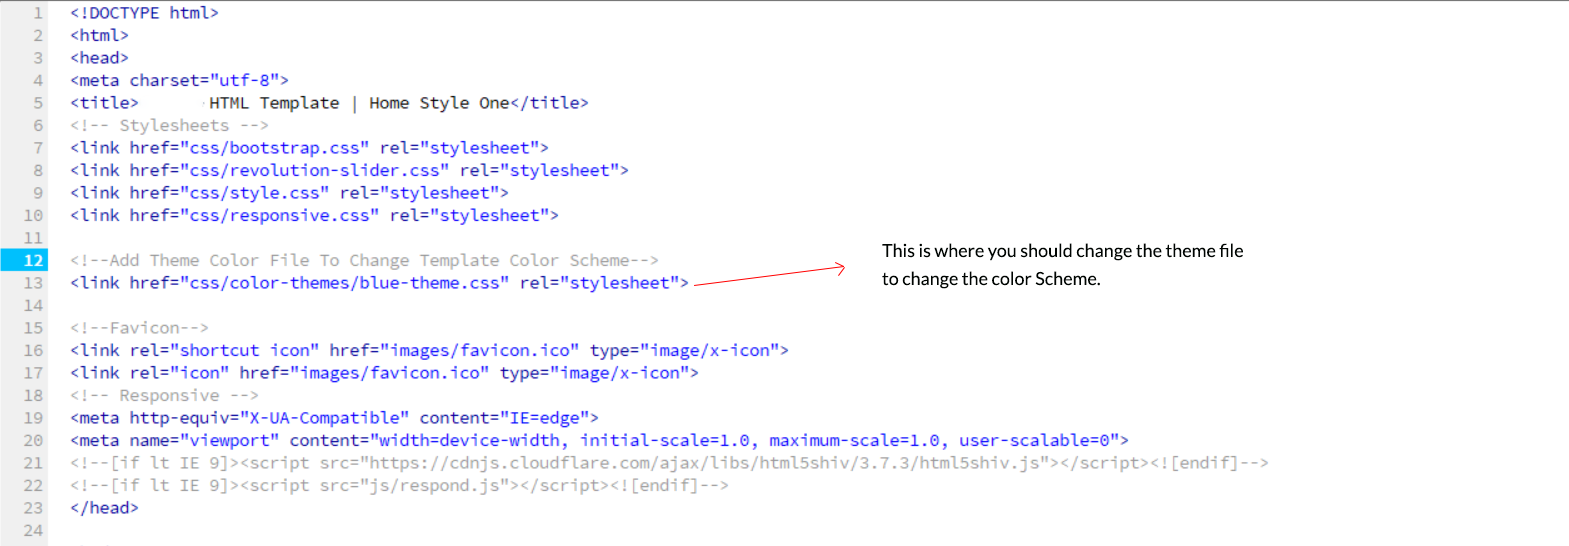 1 <!DOCTYPE html>
2 <html>
3 <head>
4 <meta charset="utf-8">
5 <title> HTML Template | Home Style One</title>
6 <!-- Stylesheets -->
7 <link href="css/bootstrap.css" rel="stylesheet">
8 <link href="css/revolution-slider.css" rel="stylesheet">
9 <link href="css/style.css" rel="stylesheet">
10 <link href="css/responsive.css" rel="stylesheet">
11
12 <!--Add Theme Color File To Change Template Color Scheme-->
13 <link href="css/color-themes/blue-theme.css" rel="stylesheet">
This is where you should change the theme file
to change the color Scheme.
14
15 <!--Favicon-->
16 <link rel="shortcut icon" href="images/favicon.ico" type="image/x-icon">
17 <link rel="icon" href="images/favicon.ico" type="image/x-icon">
18 <!-- Responsive -->
19 <meta http-equiv="X-UA-Compatible" content="IE=edge">
20 <meta name="viewport" content="width=device-width, initial-scale=1.0, maximum-scale=1.0, user-scalable=0">
21 <!--[if lt IE 9]><script src="https://cdnjs.cloudflare.com/ajax/libs/html5shiv/3.7.3/html5shiv.js"></script><![endif]-->
22 <!--[if lt IE 9]><script src="js/respond.js"></script><![endif]-->
23 </head>
24